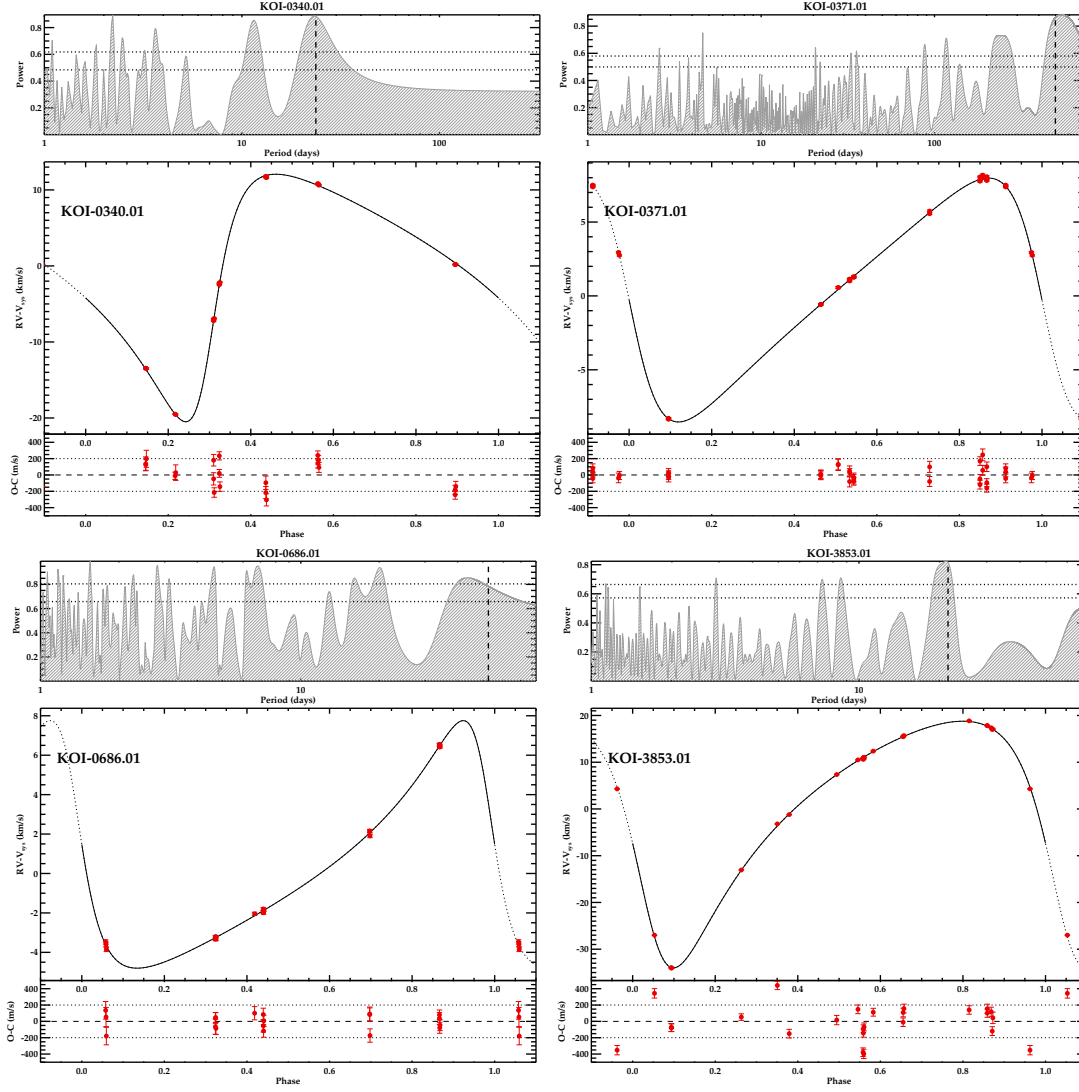 KOI-0340.01
Power
0.8
0.6
0.4
0.2
1 10 100
Period (days)
KOI-0340.01
RV-Vsys (km/s)
10
0
-10
-20
O-C (m/s)
400
200
0
-200
-400
0.0 0.2 0.4 0.6 0.8 1.0
Phase
KOI-0371.01
Power
0.8
0.6
0.4
0.2
1 10 100
Period (days)
KOI-0371.01
RV-Vsys (km/s)
5
0
-5
O-C (m/s)
400
200
0
-200
-400
0.0 0.2 0.4 0.6 0.8 1.0
Phase
KOI-0686.01
Power
0.8
0.6
0.4
0.2
1 10
Period (days)
KOI-0686.01
RV-Vsys (km/s)
8
6
4
2
0
-2
-4
O-C (m/s)
400
200
0
-200
-400
0.0 0.2 0.4 0.6 0.8 1.0
Phase
KOI-3853.01
Power
0.8
0.6
0.4
0.2
1 10
Period (days)
KOI-3853.01
RV-Vsys (km/s)
20
10
0
-10
-20
-30
O-C (m/s)
400
200
0
-200
-400
0.0 0.2 0.4 0.6 0.8 1.0
Phase